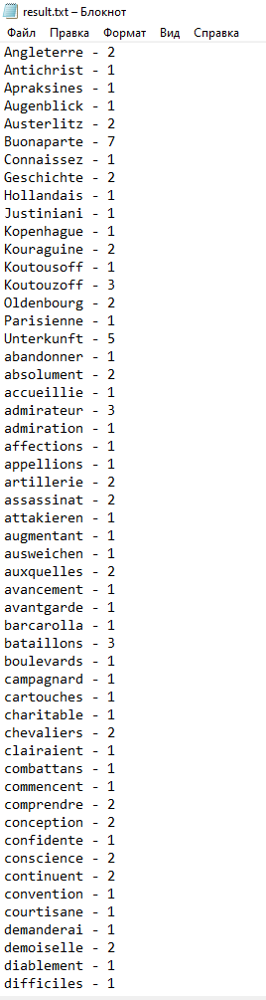 result.txt – Блокнот
Файл Правка Формат Вид Справка
Angleterre - 2
Antichrist - 1
Apraksines - 1
Augenblick - 1
Austerlitz - 2
Buonaparte - 7
Connaissez - 1
Geschichte - 2
Hollandais - 1
Justiniani - 1
Kopenhague - 1
Kouraguine - 2
Koutousoff - 1
Koutouzoff - 3
Oldenbourg - 2
Parisienne - 1
Unterkunft - 5
abandonner - 1
absolument - 2
accueillie - 1
admirateur - 3
admiration - 1
affections - 1
appellions - 1
artillerie - 2
assassinat - 2
attakieren - 1
augmentant - 1
ausweichen - 1
auxquelles - 2
avancement - 1
avantgarde - 1
barcarolla - 1
bataillons - 3
boulevards - 1
campagnard - 1
cartouches - 1
charitable - 1
chevaliers - 2
clairaient - 1
combattans - 1
commencent - 1
comprendre - 2
conception - 2
confidente - 1
conscience - 2
continuent - 2
convention - 1
courtisane - 1
demanderai - 1
demoiselle - 2
diablement - 1
difficiles - 1